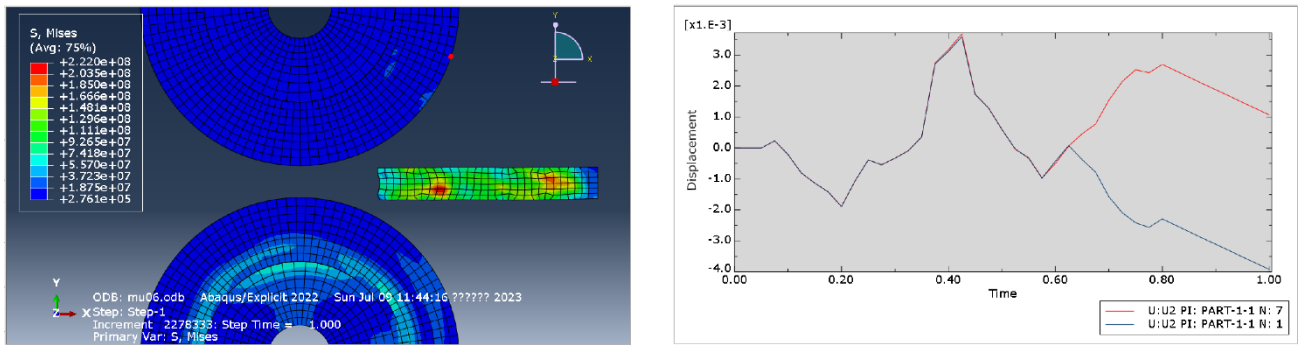 S, Mises
(Avg: 75%)
+2.220e+08
+2.035e+08
+1.850e+08
+1.666e+08
+1.481e+08
+1.296e+08
+1.111e+08
+9.265e+07
+7.418e+07
+5.570e+07
+3.723e+07
+1.875e+07
+2.761e+05
Y
Z
X
Y
Z
X
ODB: mu06.odb Abaqus/Explicit 2022 Sun Jul 09 11:44:16 ?????? 2023
Step: Step-1
Increment 2278333: Step Time = 1.000
Primary Var: S, Mises
[x1.E-3]
3.0
2.0
1.0
0.0
-1.0
-2.0
-3.0
-4.0
Displacement
0.00 0.20 0.40 0.60 0.80 1.00
Time
U:U2 PI: PART-1-1 N: 7
U:U2 PI: PART-1-1 N: 1